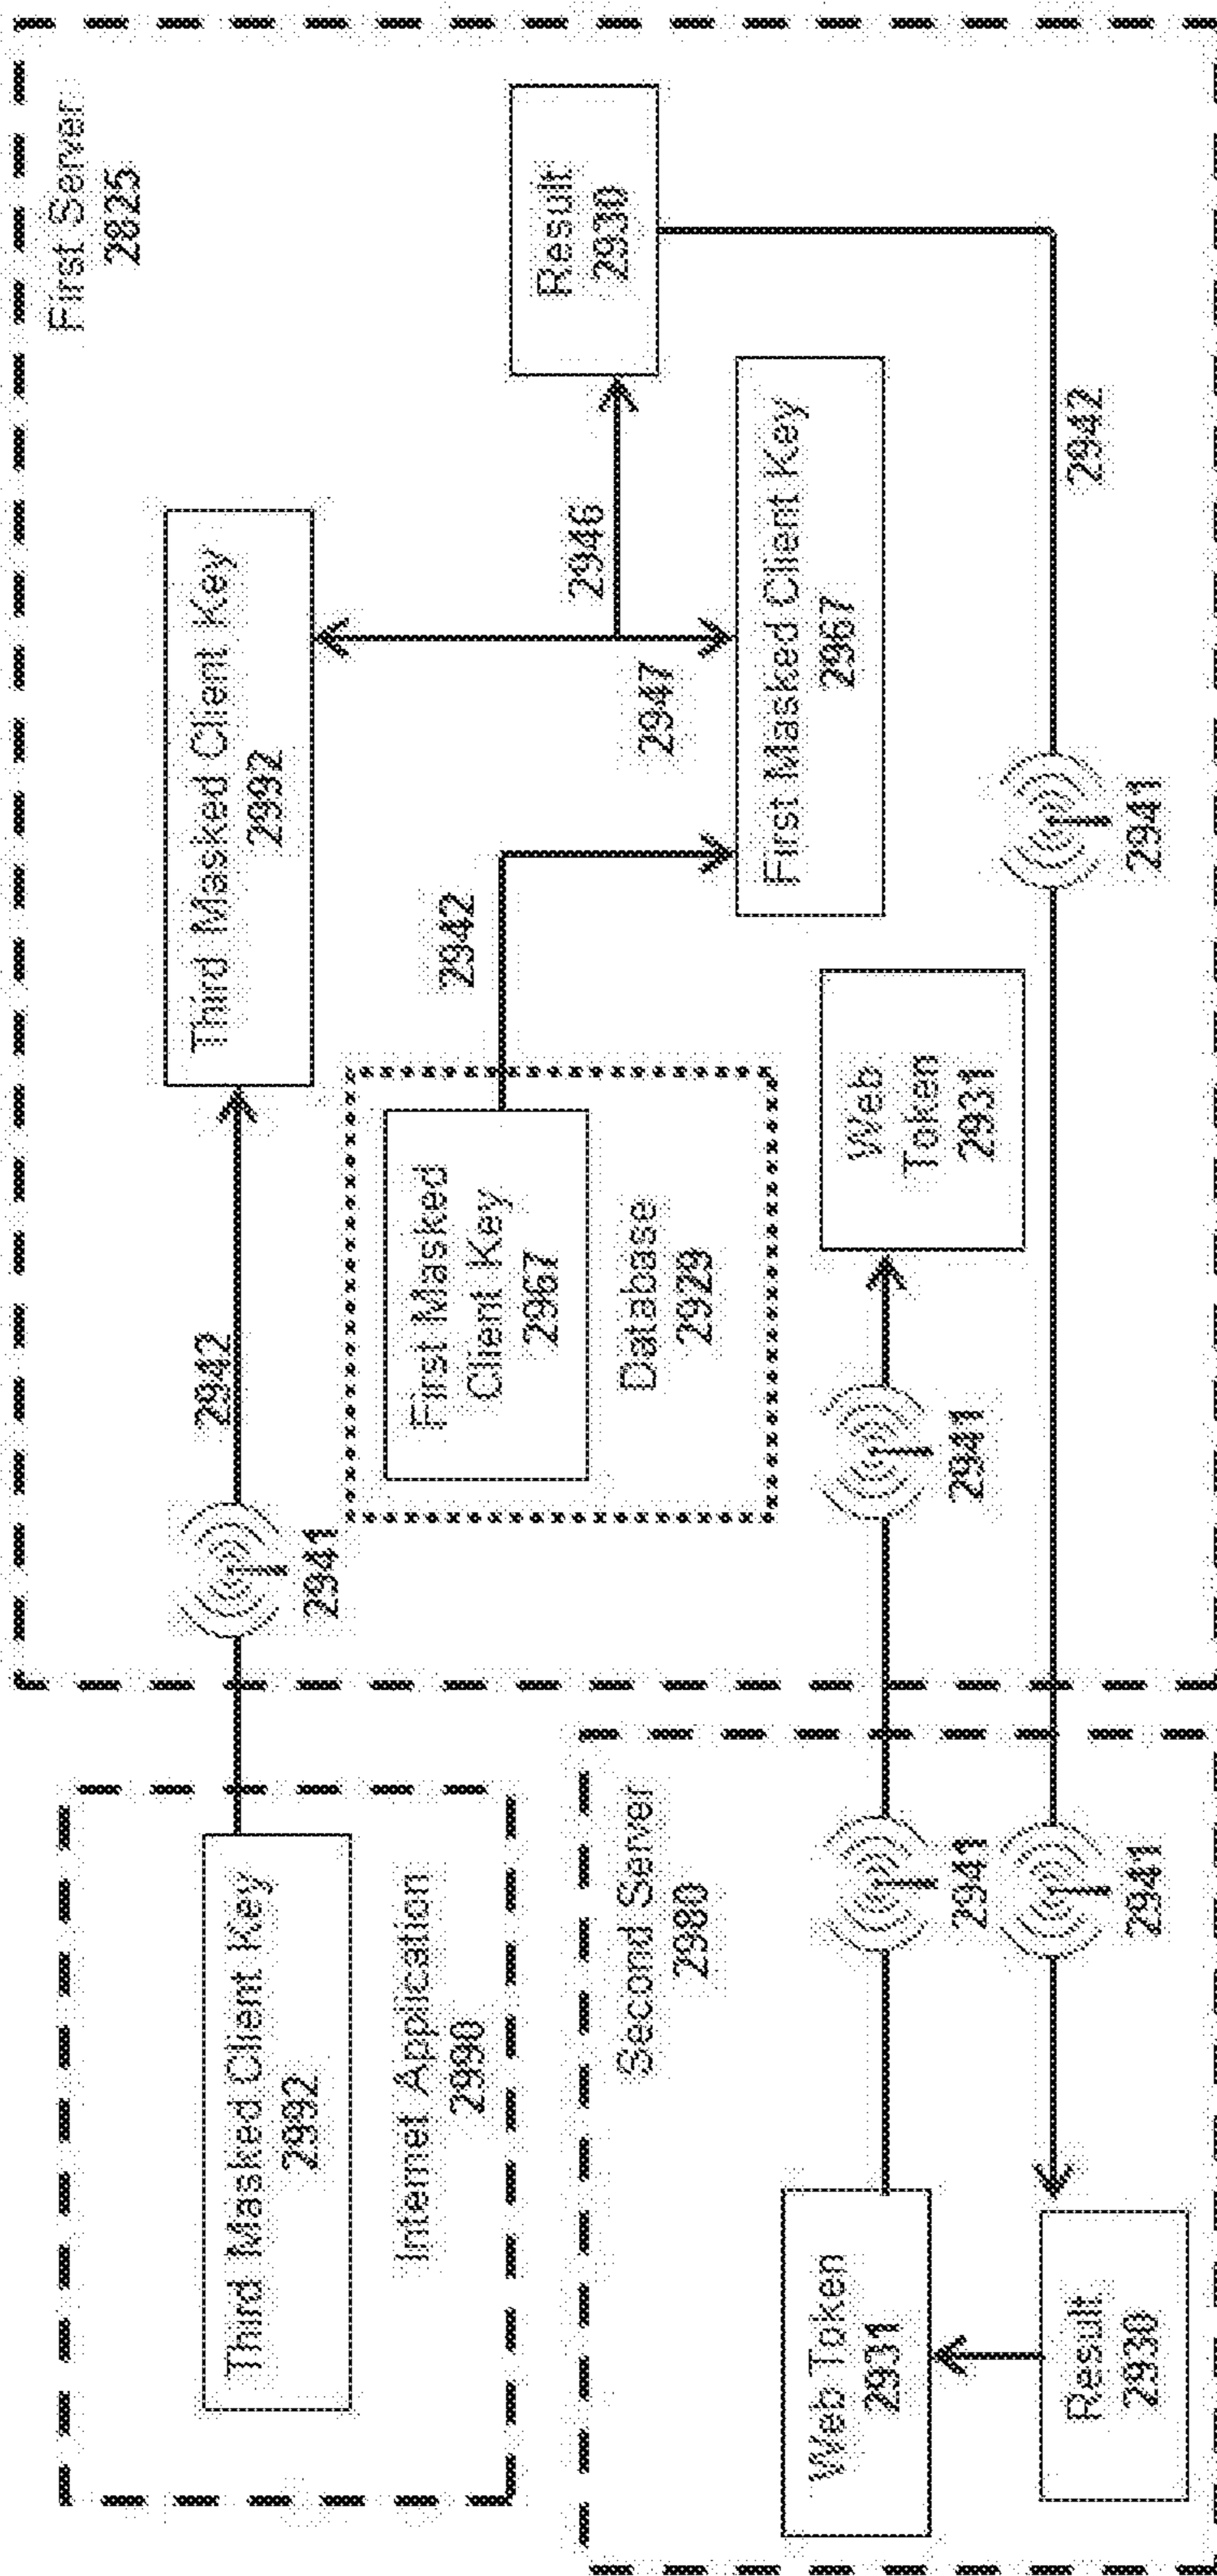 First Server
2825
Third Masked Client Key
2992
Internet Application
2990
2941
2942
Third Masked Client Key
2992
First Masked
Client Key
2967
Database
2929
2942
2947
2946
Result
2930
First Masked Client Key
2967
Second Server
2980
Web Token
2931
2941
2941
Web
Token
2931
Result
2930
2941
2941
2942